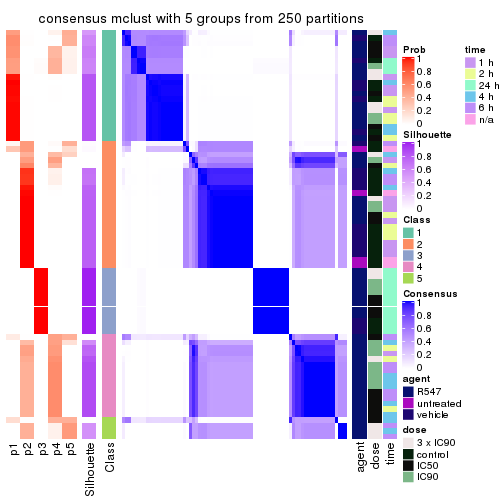 consensus mclust with 5 groups from 250 partitions
Prob
1
0.8
0.6
0.4
0.2
0
time
1 h
2 h
24 h
4 h
6 h
n/a
Silhouette
1
0.8
0.6
0.4
0.2
0
Class
1
2
3
4
5
Consensus
1
0.8
0.6
0.4
0.2
0
agent
R547
untreated
vehicle
dose
3 x IC90
control
IC50
IC90
p1
p2
p3
p4
p5
Silhouette
Class
agent
dose
time